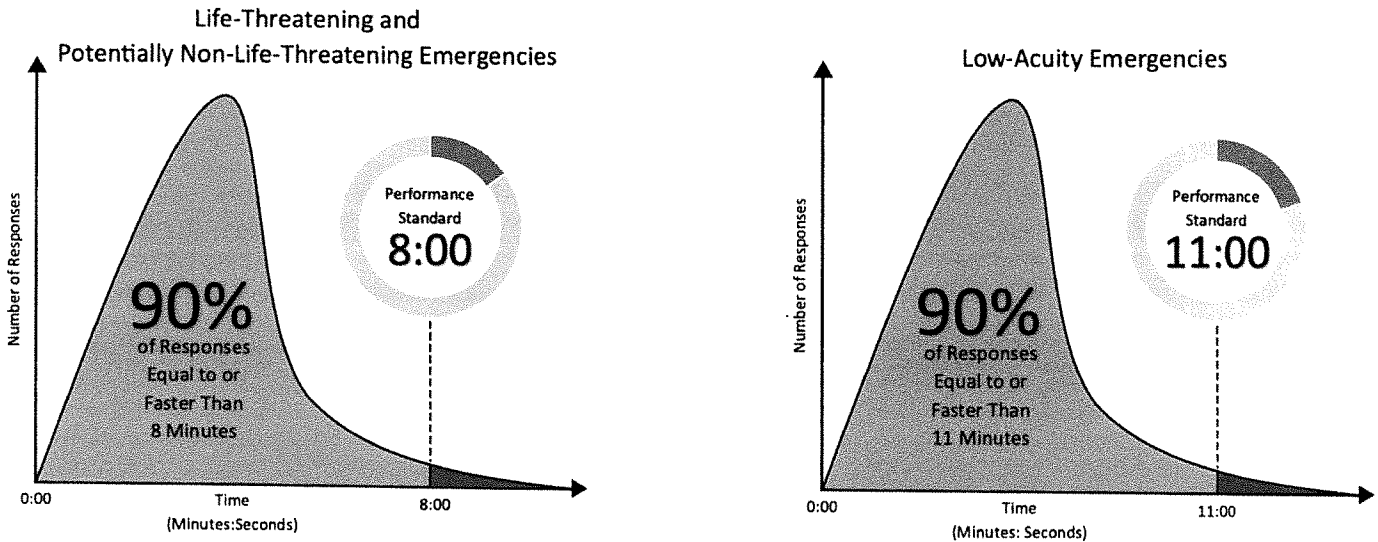 Life-Threatening and
Potentially Non-Life-Threatening Emergencies
Number of Responses
90%
of Responses
Equal to or
Faster Than
8 Minutes
Performance
Standard
8:00
0:00
Time
(Minutes:Seconds)
8:00
Low-Acuity Emergencies
Number of Responses
90%
of Responses
Equal to or
Faster Than
11 Minutes
Performance
Standard
11:00
0:00
Time
(Minutes: Seconds)
11:00